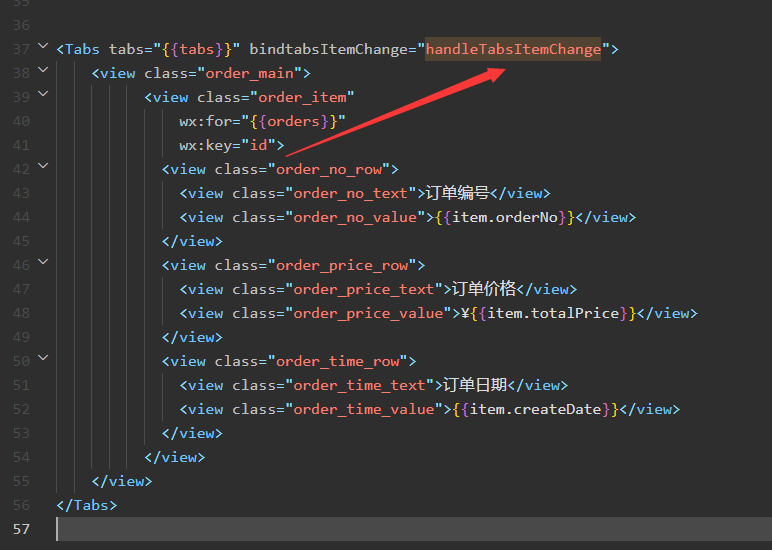 35
36
37 <Tabs tabs="{{tabs}}" bindtabsItemChange="handleTabsItemChange">
38 <view class="order_main">
39 <view class="order_item"
40 wx:for="{{orders}}"
41 wx:key="id">
42 <view class="order_no_row">
43 <view class="order_no_text">订单编号</view>
44 <view class="order_no_value">{{item.orderNo}}</view>
45 </view>
46 <view class="order_price_row">
47 <view class="order_price_text">订单价格</view>
48 <view class="order_price_value">¥{{item.totalPrice}}</view>
49 </view>
50 <view class="order_time_row">
51 <view class="order_time_text">订单日期</view>
52 <view class="order_time_value">{{item.createDate}}</view>
53 </view>
54 </view>
55 </view>
56 </Tabs>
57